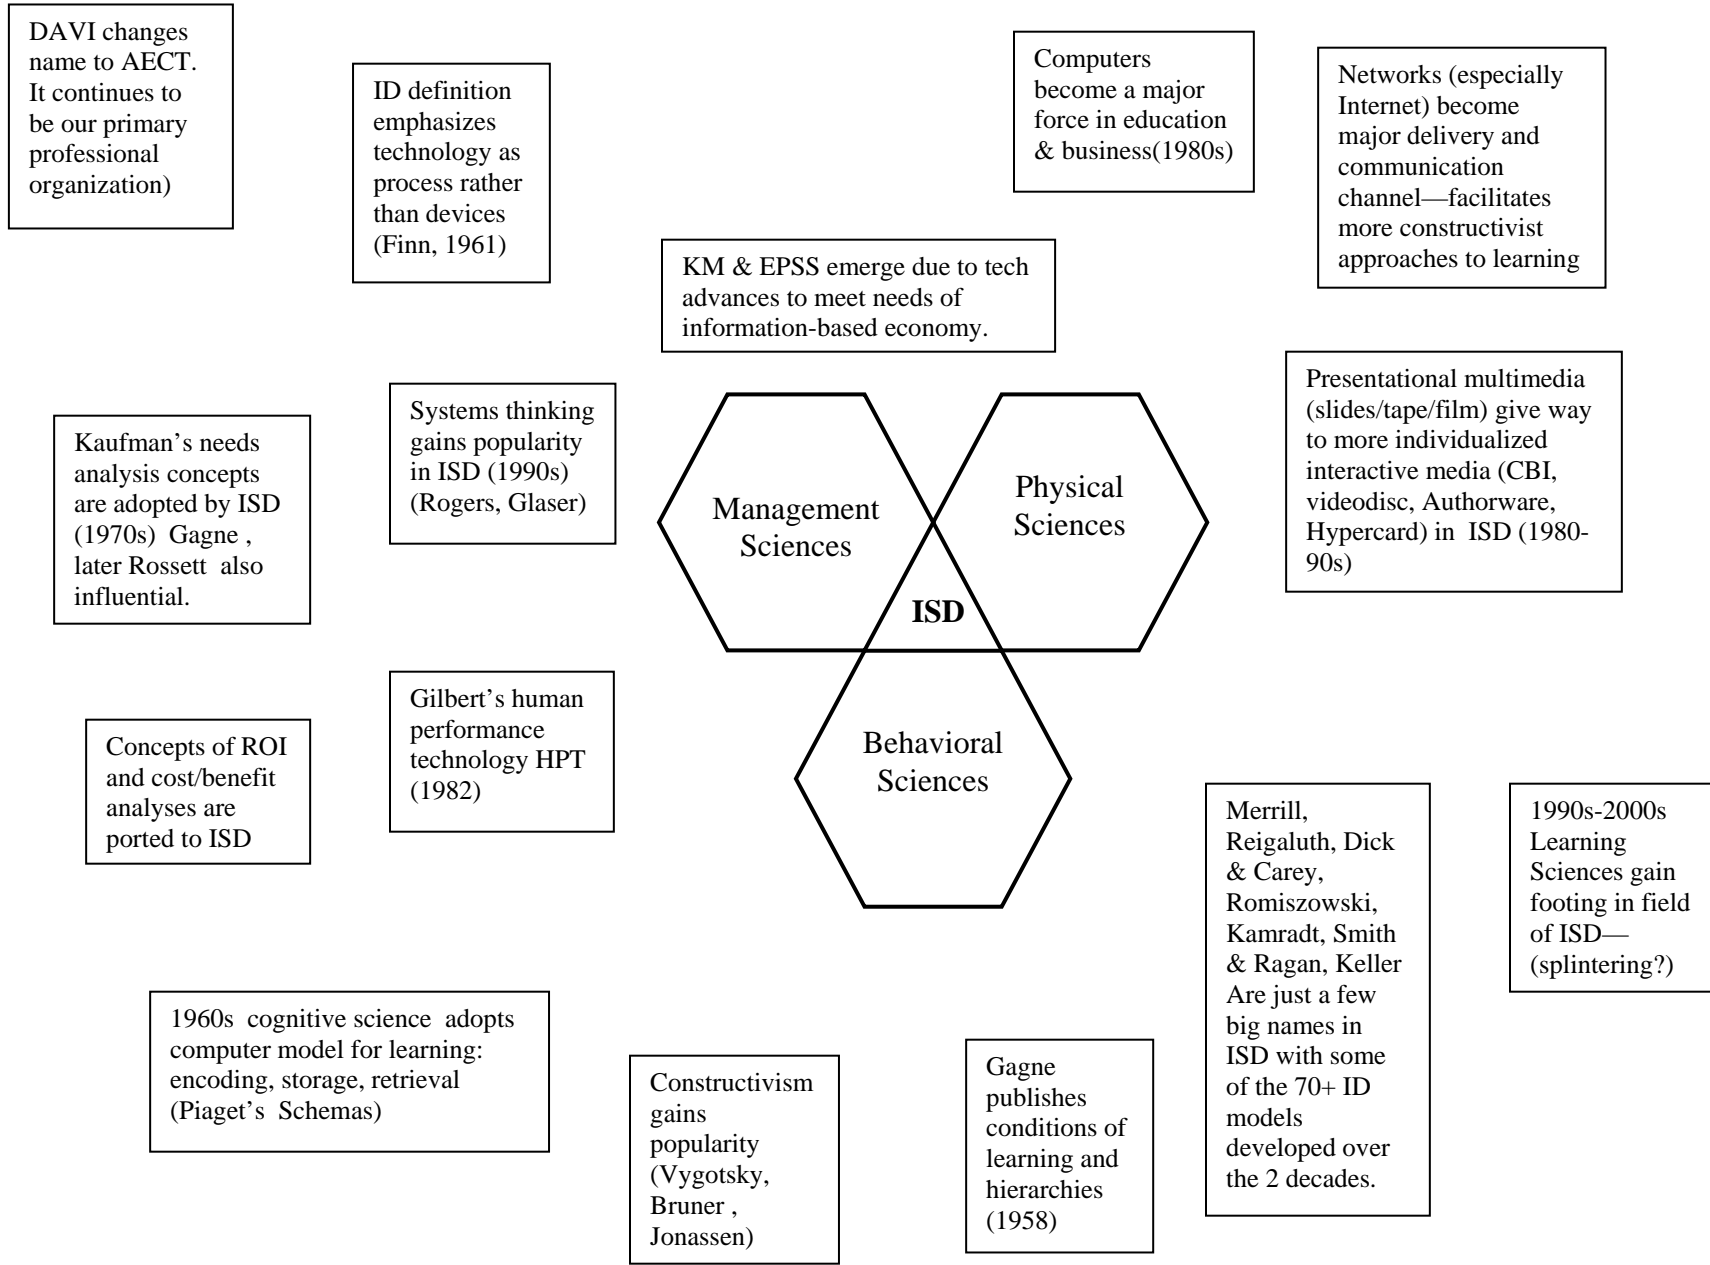 DAVI changes
name to AECT.
It continues to
be our primary
professional
organization)
ID definition
emphasizes
technology as
process rather
than devices
(Finn, 1961)
Computers
become a major
force in education
& business(1980s)
Networks (especially
Internet) become
major delivery and
communication
channel—facilitates
more constructivist
approaches to learning
KM & EPSS emerge due to tech
advances to meet needs of
information-based economy.
Kaufman’s needs
analysis concepts
are adopted by ISD
(1970s)  Gagne ,
later Rossett  also
influential.
Systems thinking
gains popularity
in ISD (1990s)
(Rogers, Glaser)
Management
Sciences
Physical
Sciences
ISD
Behavioral
Sciences
Presentational multimedia
(slides/tape/film) give way
to more individualized
interactive media (CBI,
videodisc, Authorware,
Hypercard) in  ISD (1980-
90s)
Concepts of ROI
and cost/benefit
analyses are
ported to ISD
Gilbert’s human
performance
technology HPT
(1982)
Merrill,
Reigaluth, Dick
& Carey,
Romiszowski,
Kamradt, Smith
& Ragan, Keller
Are just a few
big names in
ISD with some
of the 70+ ID
models
developed over
the 2 decades.
1990s-2000s
Learning
Sciences gain
footing in field
of ISD—
(splintering?)
1960s  cognitive science  adopts
computer model for learning:
encoding, storage, retrieval
(Piaget’s  Schemas)
Constructivism
gains
popularity
(Vygotsky,
Bruner ,
Jonassen)
Gagne
publishes
conditions of
learning and
hierarchies
(1958)